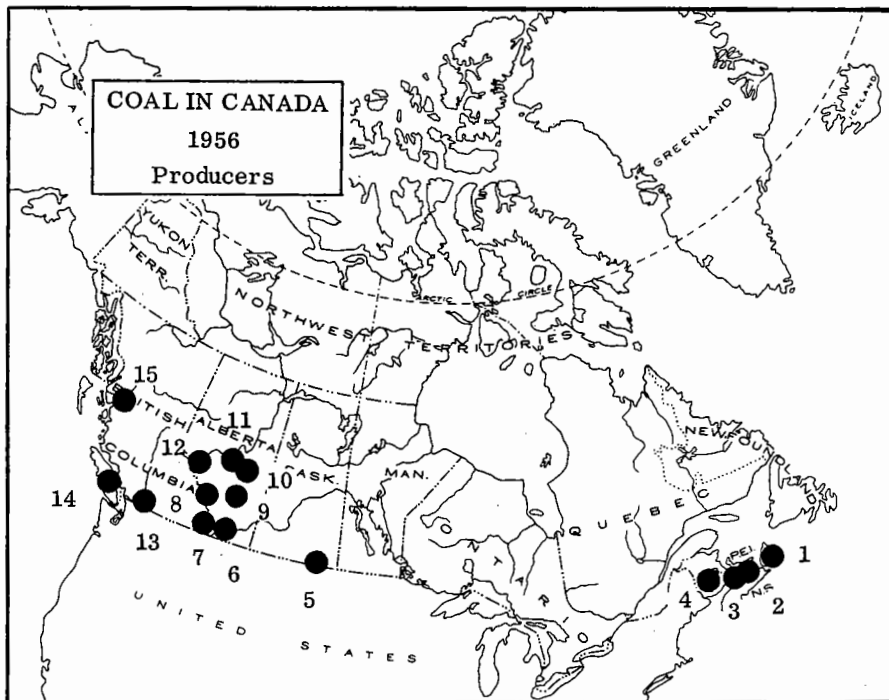 COAL IN CANADA
1956
Producers
GREENLAND
ICELAND
YUKON
TERR.
ARCTIC CIRCLE
NORTHWEST TERRITORIES
15
BRITISH
COLUMBIA
ALBERTA
11
12
SASK.
MAN.
10
14
8
9
13
7
6
5
ONTARIO
QUEBEC
NEWFOUNDLAND
P.E.I.
1
4
3
N.S.
2
UNITED STATES